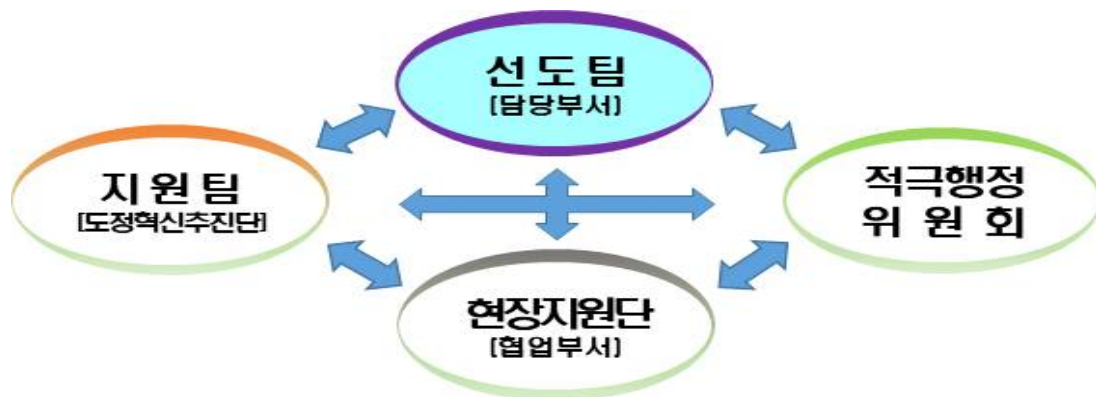 선 도 팀
[담당부서]
지 원 팀
[도정혁신추진단]
적극행정
위 원 회
현장지원단
[협업부서]